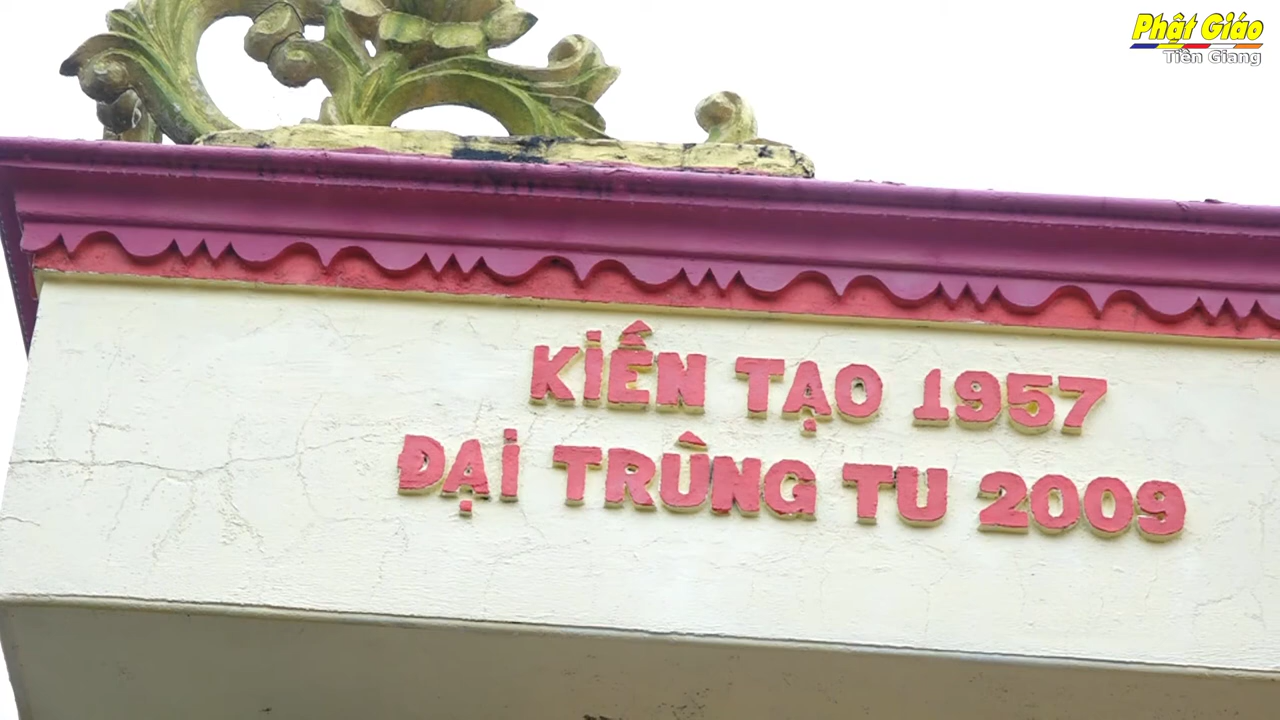 Phật Giáo
Tiền Giang
KIẾN TẠO 1957
ĐẠI TRÙNG TU 2009